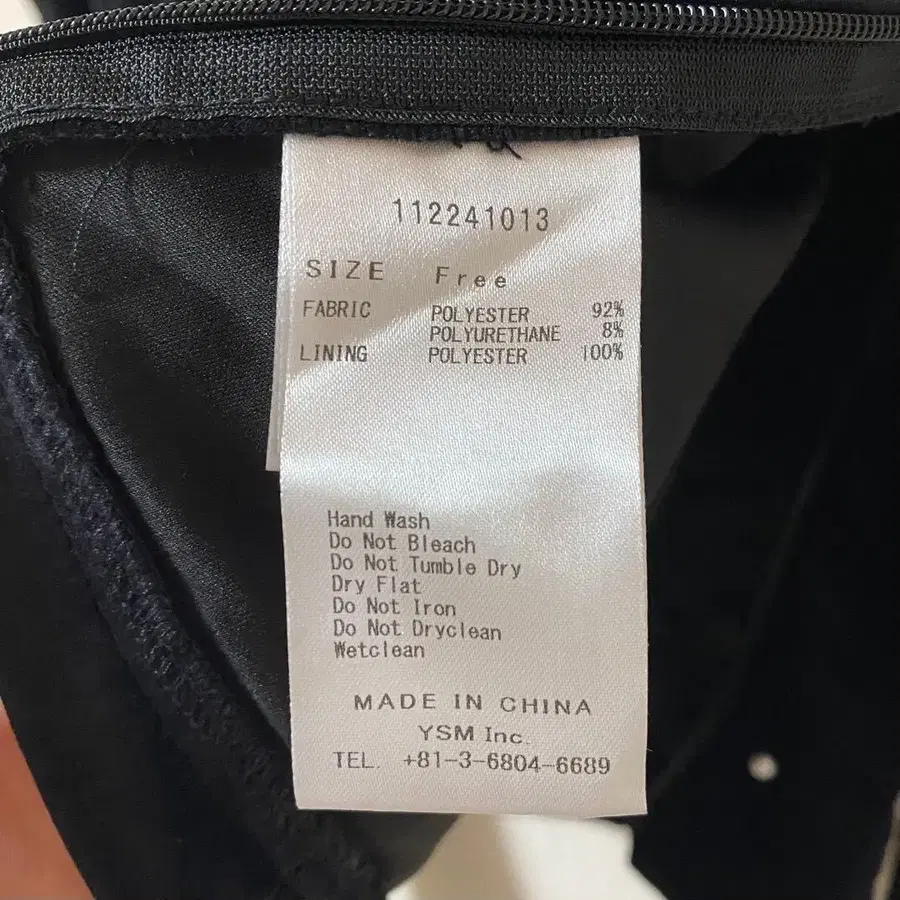 112241013
SIZE Free
FABRIC POLYESTER 92%
POLYURETHANE 8%
LINING POLYESTER 100%
Hand Wash
Do Not Bleach
Do Not Tumble Dry
Dry Flat
Do Not Iron
Do Not Dryclean
Wetclean
MADE IN CHINA
YSM Inc.
TEL. +81-3-6804-6689